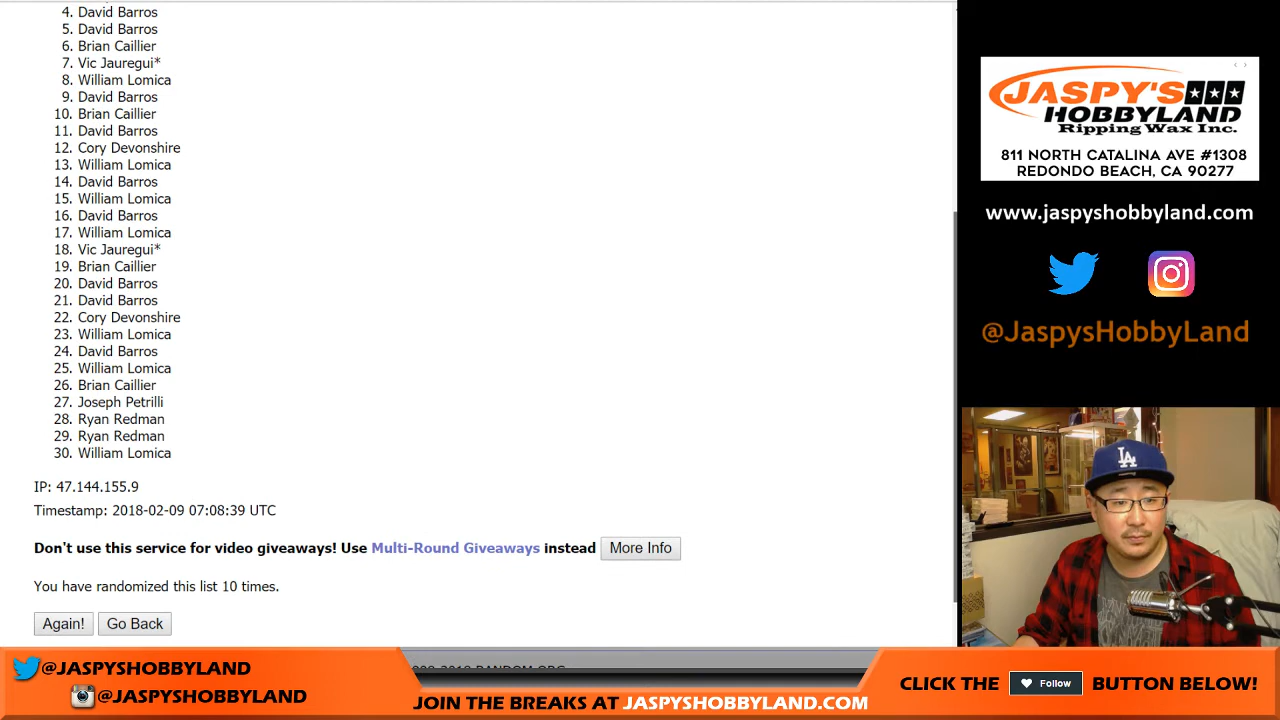 4. David Barros
5. David Barros
6. Brian Caillier
7. Vic Jauregui*
8. William Lomica
9. David Barros
10. Brian Caillier
11. David Barros
12. Cory Devonshire
13. William Lomica
14. David Barros
15. William Lomica
16. David Barros
17. William Lomica
18. Vic Jauregui*
19. Brian Caillier
20. David Barros
21. David Barros
22. Cory Devonshire
23. William Lomica
24. David Barros
25. William Lomica
26. Brian Caillier
27. Joseph Petrilli
28. Ryan Redman
29. Ryan Redman
30. William Lomica
IP: 47.144.155.9
Timestamp: 2018-02-09 07:08:39 UTC
Don't use this service for video giveaways! Use Multi-Round Giveaways instead More Info
You have randomized this list 10 times.
Again! Go Back
JASPY'S
HOBBYLAND
Ripping Wax Inc.
811 NORTH CATALINA AVE #1308
REDONDO BEACH, CA 90277
www.jaspyshobbyland.com
@JaspysHobbyLand
LA
@JASPYSHOBBYLAND
@JASPYSHOBBYLAND
JOIN THE BREAKS AT JASPYSHOBBYLAND.COM
CLICK THE Follow BUTTON BELOW!